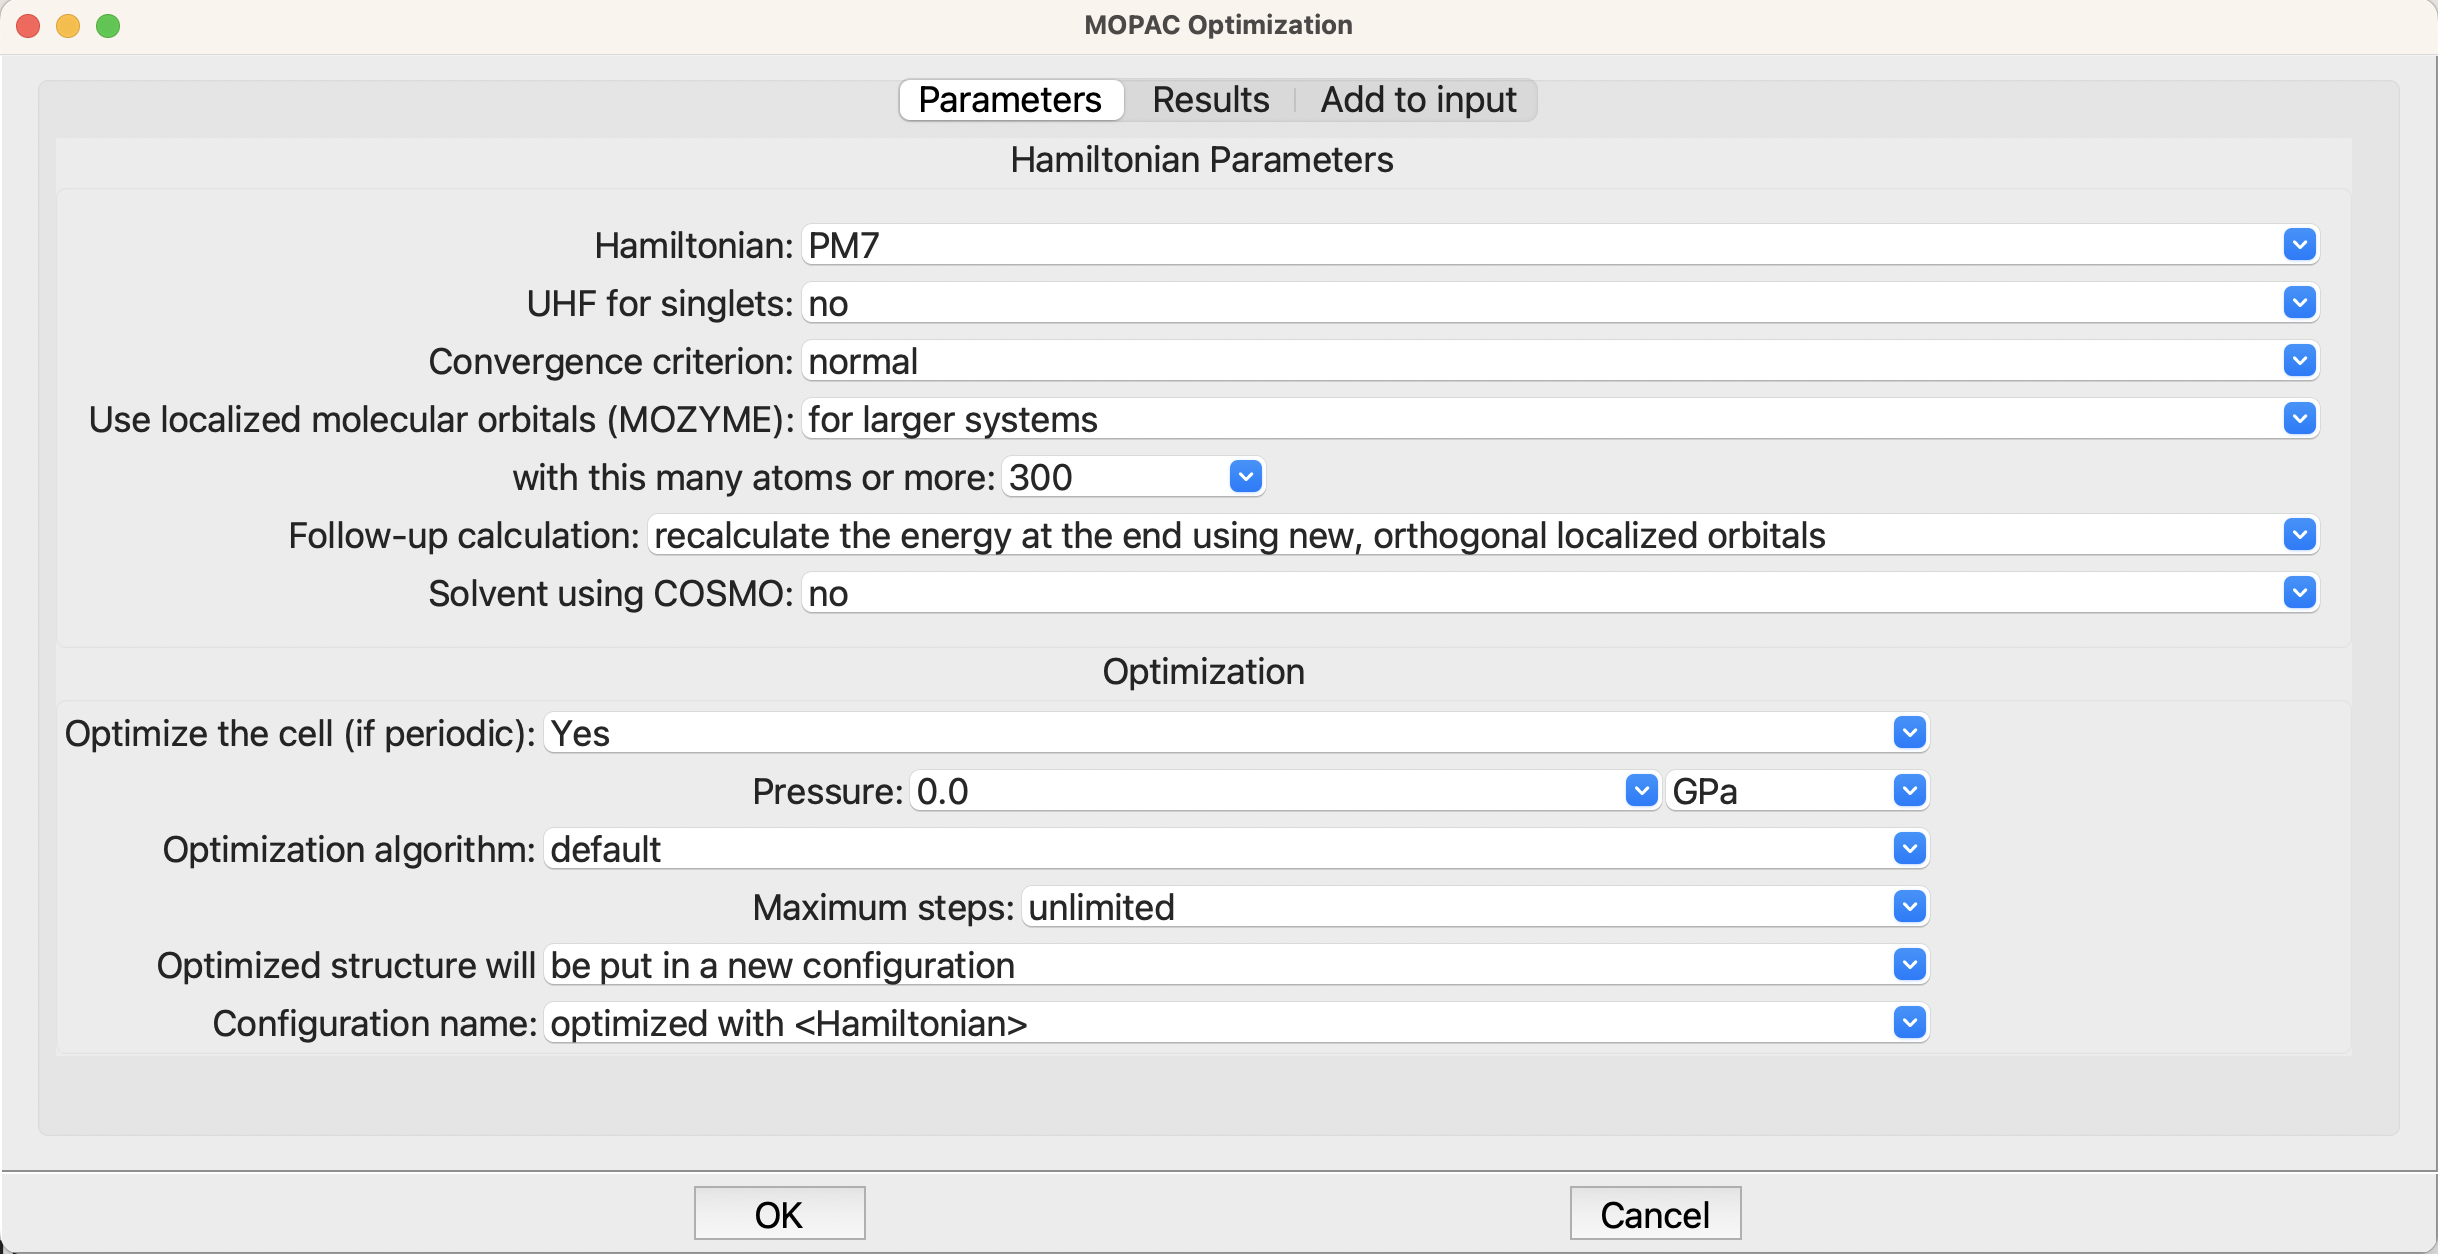 MOPAC Optimization
Parameters Results Add to input
Hamiltonian Parameters
Hamiltonian: PM7
UHF for singlets: no
Convergence criterion: normal
Use localized molecular orbitals (MOZYME): for larger systems
with this many atoms or more: 300
Follow-up calculation: recalculate the energy at the end using new, orthogonal localized orbitals
Solvent using COSMO: no
Optimization
Optimize the cell (if periodic): Yes
Pressure: 0.0 GPa
Optimization algorithm: default
Maximum steps: unlimited
Optimized structure will be put in a new configuration
Configuration name: optimized with <Hamiltonian>
OK Cancel